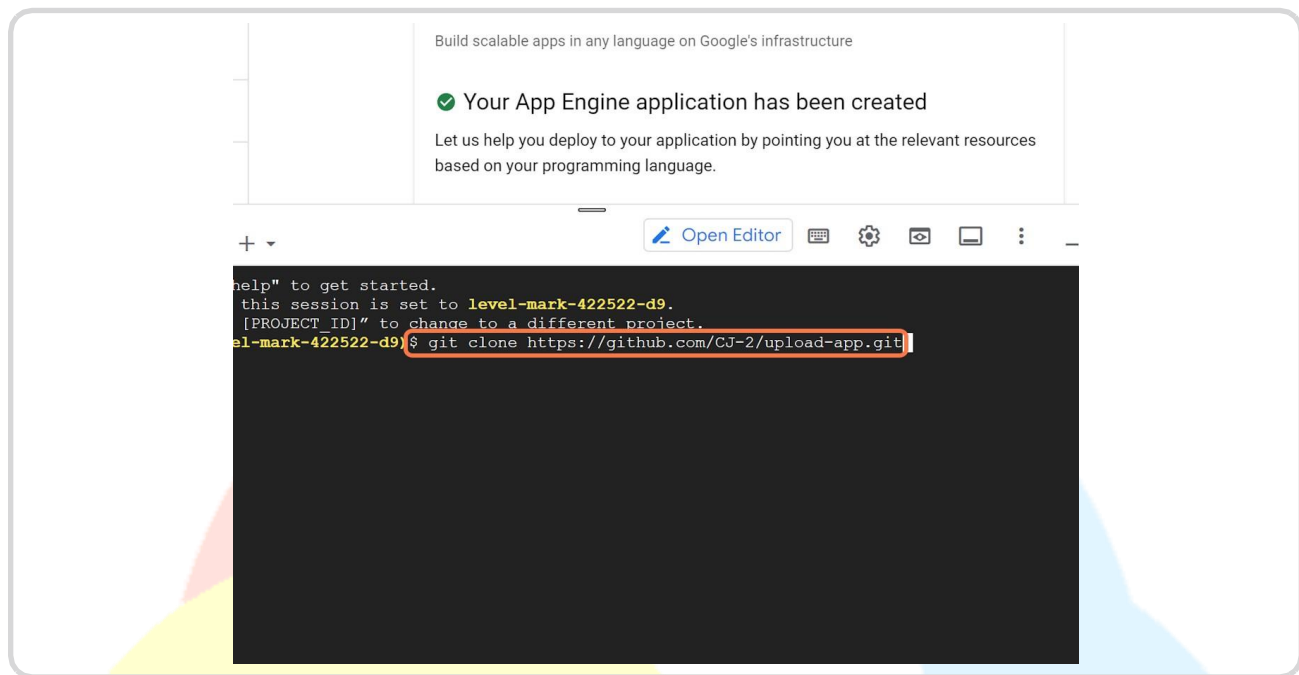 Build scalable apps in any language on Google's infrastructure
Your App Engine application has been created
Let us help you deploy to your application by pointing you at the relevant resources
based on your programming language.
Open Editor
help" to get started.
this session is set to level-mark-422522-d9.
[PROJECT_ID]” to change to a different project.
el-mark-422522-d9)$ git clone https://github.com/CJ-2/upload-app.git